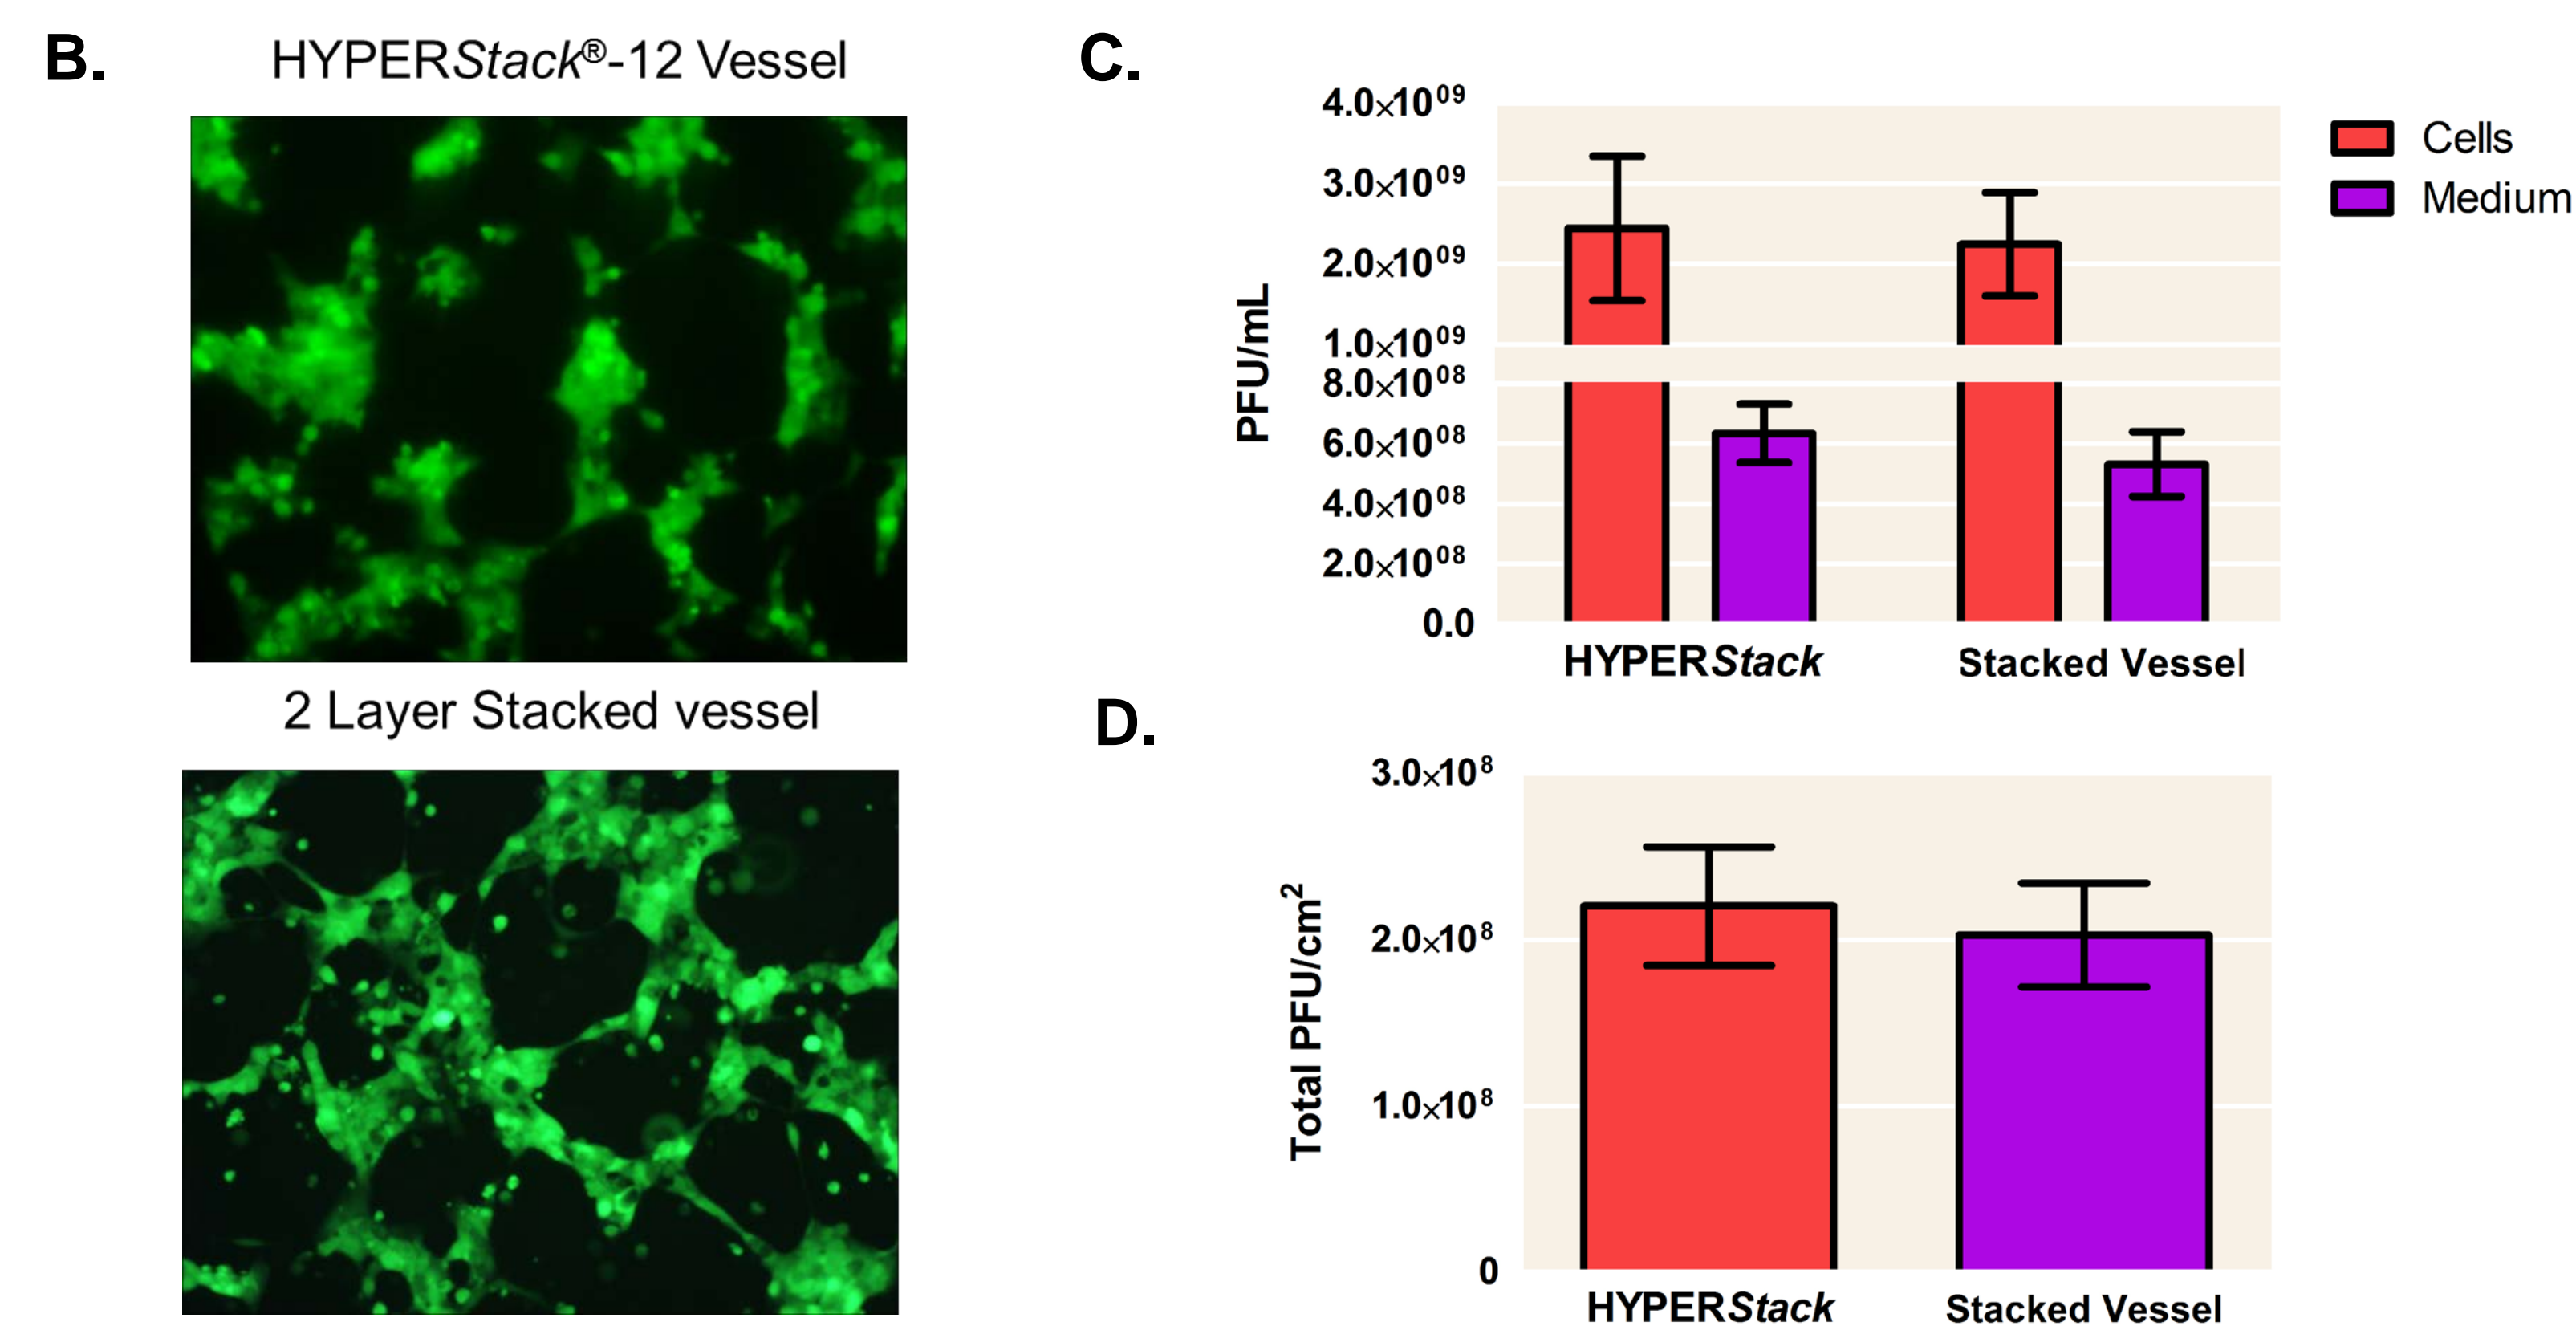 B.
HYPERStack®-12 Vessel
2 Layer Stacked vessel
C.
PFU/mL
4.0×10⁰⁹
3.0×10⁰⁹
2.0×10⁰⁹
1.0×10⁰⁹
8.0×10⁰⁸
6.0×10⁰⁸
4.0×10⁰⁸
2.0×10⁰⁸
0.0
HYPERStack
Stacked Vessel
Cells
Medium
D.
Total PFU/cm²
3.0×10⁸
2.0×10⁸
1.0×10⁸
0
HYPERStack
Stacked Vessel